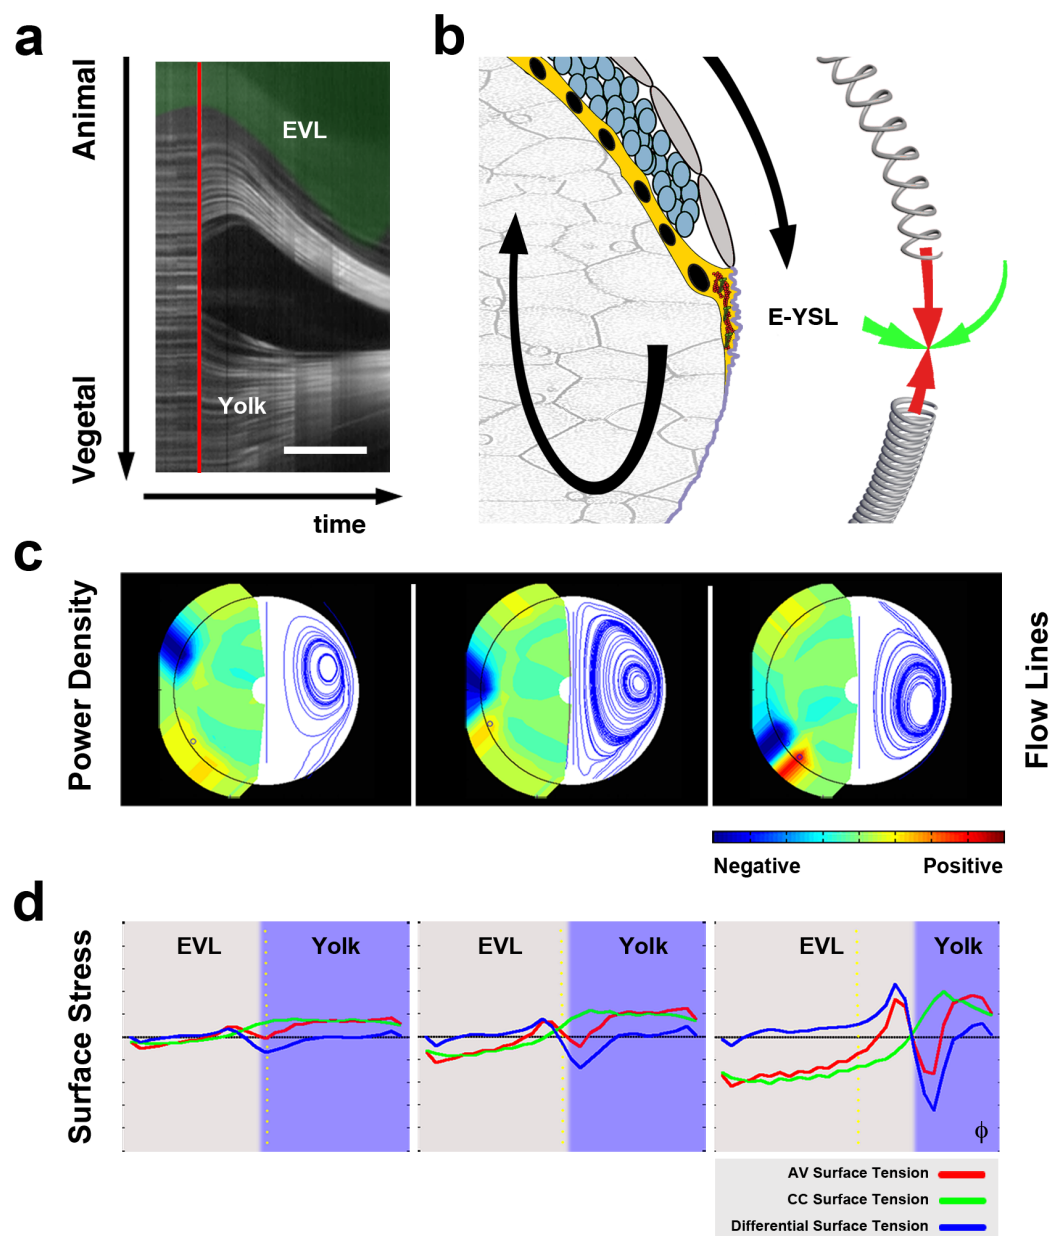 a
Animal
Vegetal
EVL
Yolk
time
b
E-YSL
c
Power Density
Flow Lines
Negative
Positive
d
Surface Stress
EVL
Yolk
EVL
Yolk
EVL
Yolk
ϕ
AV Surface Tension
CC Surface Tension
Differential Surface Tension